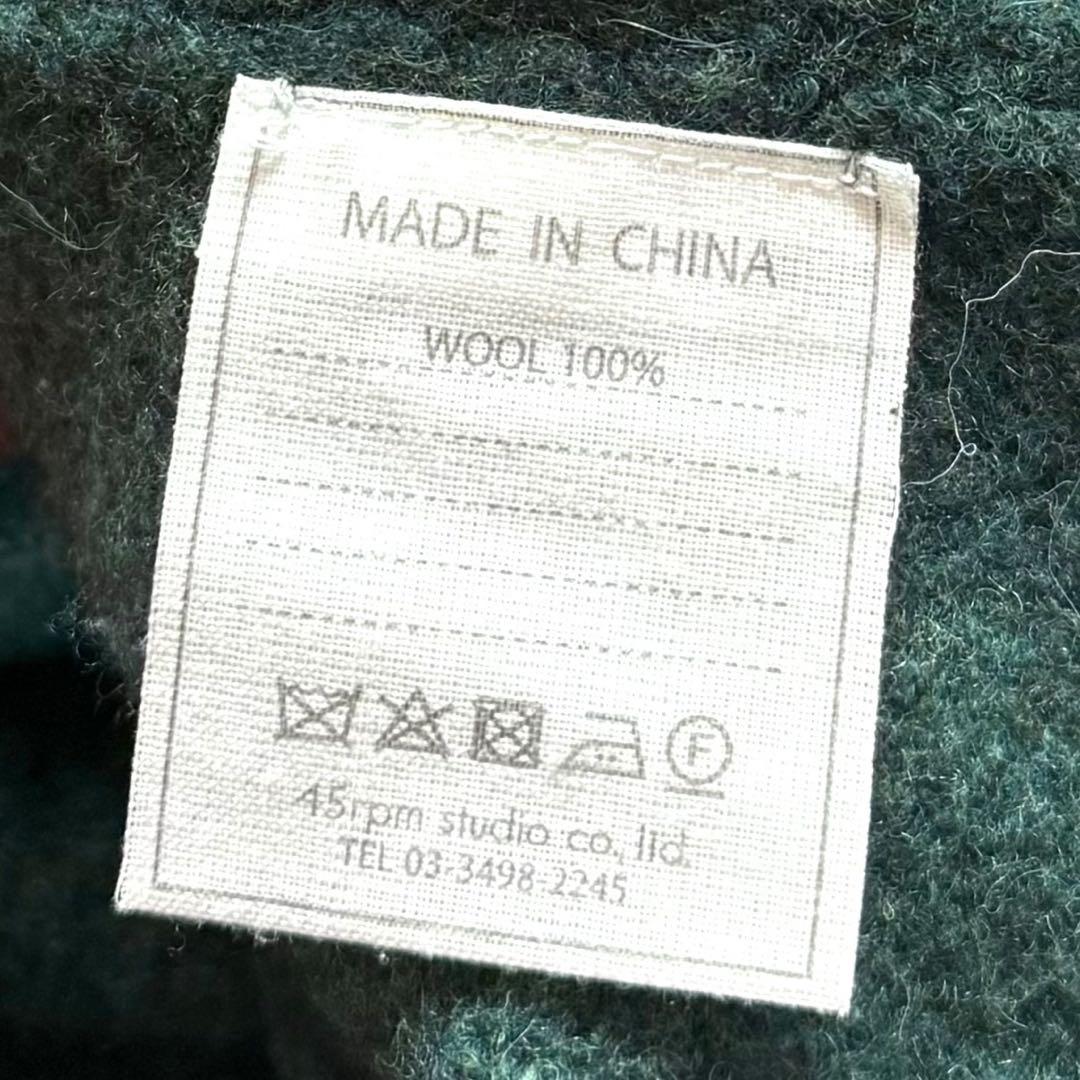 MADE IN CHINA
WOOL 100%
F
45rpm studio co., ltd.
TEL 03-3498-2245